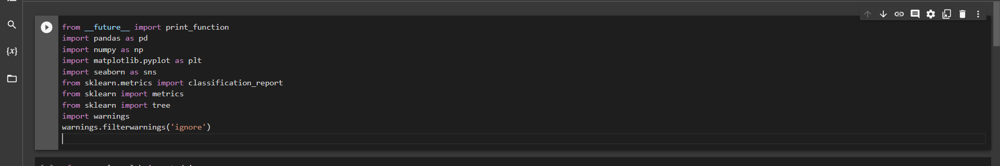 from __future__ import print_function
import pandas as pd
import numpy as np
{x}
import matplotlib.pyplot as plt
import seaborn as sns
from sklearn.metrics import classification_report
from sklearn import metrics
from sklearn import tree
import warnings
warnings.filterwarnings('ignore')